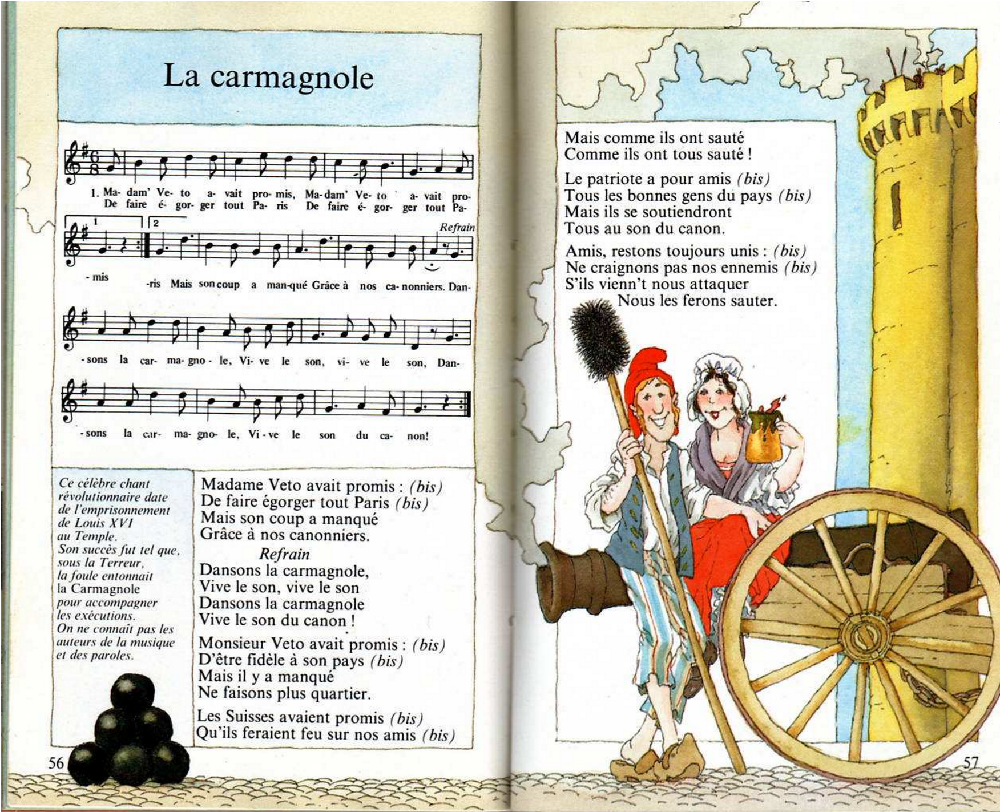 La carmagnole
1. Ma- dam' Ve- to a- vait pro- mis, Ma- dam' Ve- to a- vait pro-
De faire é- gor- ger tout Pa- ris De faire é- gor- ger tout Pa-
1 2
Refrain
- mis
-ris Mais son coup a man-qué Grâce à nos ca- nonniers. Dan-
- sons la car- ma- gno - le, Vi- ve le son, vi- ve le son, Dan-
- sons la car- ma- gno- le, Vi - ve le son du ca- non!
Ce célèbre chant
révolutionnaire date
de l'emprisonnement
de Louis XVI
au Temple.
Son succès fut tel que,
sous la Terreur,
la foule entonnait
la Carmagnole
pour accompagner
les exécutions.
On ne connaît pas les
auteurs de la musique
et des paroles.
Madame Veto avait promis : (bis)
De faire égorger tout Paris (bis)
Mais son coup a manqué
Grâce à nos canonniers.
Refrain
Dansons la carmagnole,
Vive le son, vive le son
Dansons la carmagnole
Vive le son du canon !
Monsieur Veto avait promis : (bis)
D'être fidèle à son pays (bis)
Mais il y a manqué
Ne faisons plus quartier.
Les Suisses avaient promis (bis)
Qu'ils feraient feu sur nos amis (bis)
56
Mais comme ils ont sauté
Comme ils ont tous sauté !
Le patriote a pour amis (bis)
Tous les bonnes gens du pays (bis)
Mais ils se soutiendront
Tous au son du canon.
Amis, restons toujours unis : (bis)
Ne craignons pas nos ennemis (bis)
S'ils vienn't nous attaquer
Nous les ferons sauter.
57